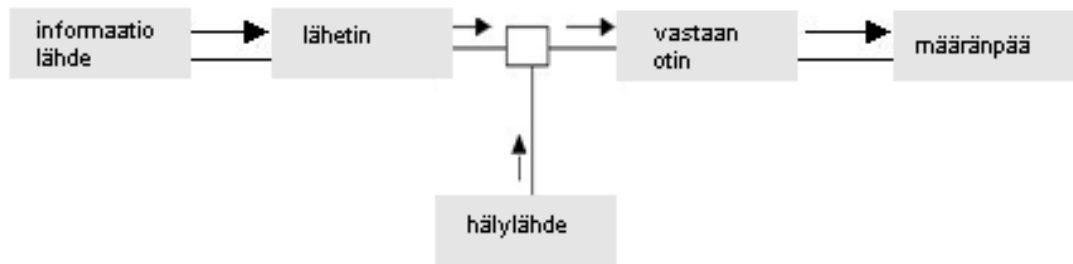 informaatio
lähde
lähetin
vastaan
otin
määränpää
hälylähde